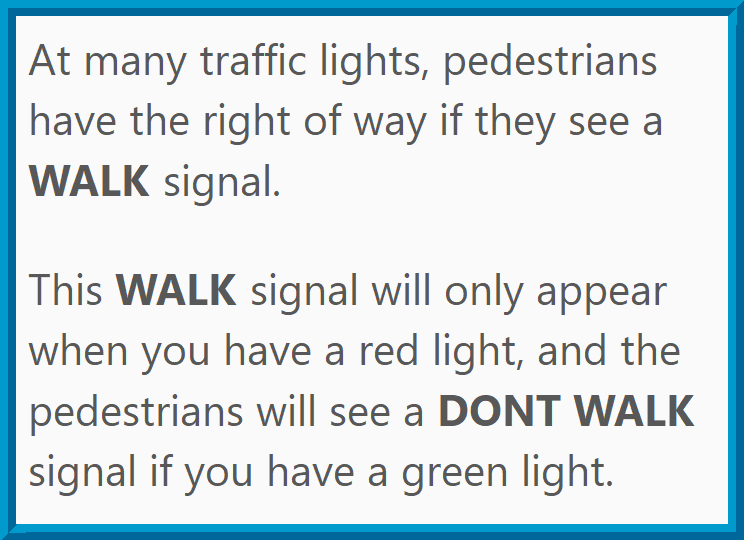 At many traffic lights, pedestrians
have the right of way if they see a
WALK signal.
This WALK signal will only appear
when you have a red light, and the
pedestrians will see a DONT WALK
signal if you have a green light.